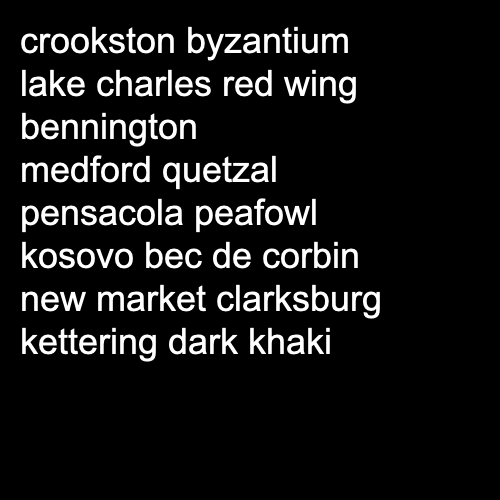 crookston byzantium
lake charles red wing
bennington
medford quetzal
pensacola peafowl
kosovo bec de corbin
new market clarksburg
kettering dark khaki